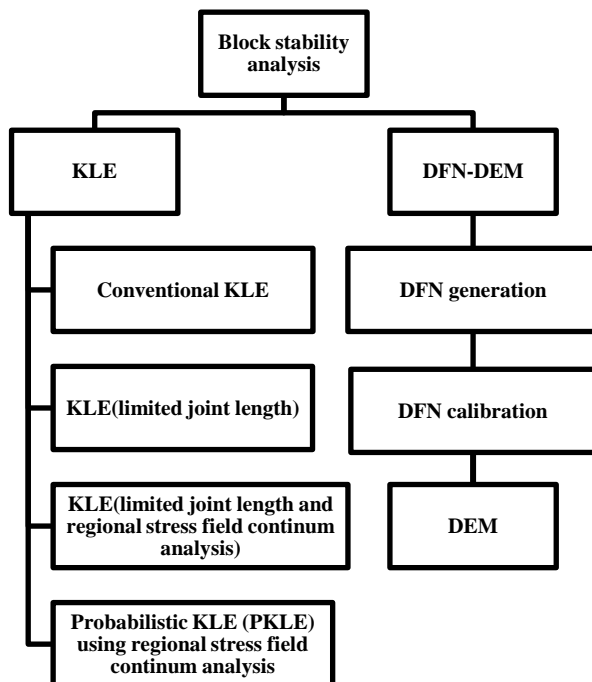 Block stability
analysis
KLE
DFN-DEM
Conventional KLE
DFN generation
KLE(limited joint length)
DFN calibration
KLE(limited joint length and
regional stress field continum
analysis)
DEM
Probabilistic KLE (PKLE)
using regional stress field
continum analysis